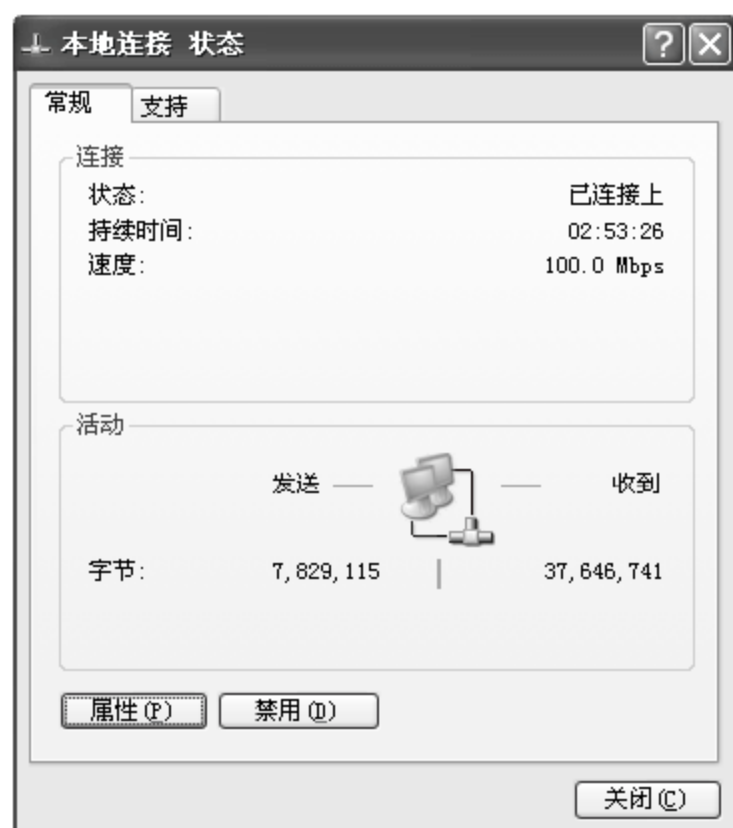 本地连接 状态
常规 支持
连接
状态: 已连接上
持续时间: 02:53:26
速度: 100.0 Mbps
活动
发送 收到
字节: 7,829,115 37,646,741
属性(P) 禁用(D)
关闭(C)